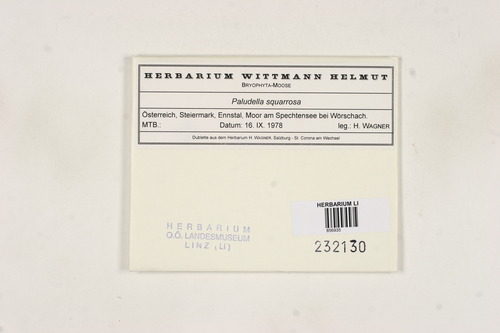 HERBARIUM WITTMANN HELMUT
BRYOPHYTA-MOOSE
Paludella squarrosa
Österreich, Steiermark, Ennstal, Moor am Spechtensee bei Wörschach.
MTB.: Datum: 16. IX. 1978 leg.: H. WAGNER
Dublette aus dem Herbarium H. WAGNER, Salzburg - St. Corona am Wechsel
HERBARIUM LI
HERBARIUM
O.Ö. LANDESMUSEUM
LINZ (LI)
232130